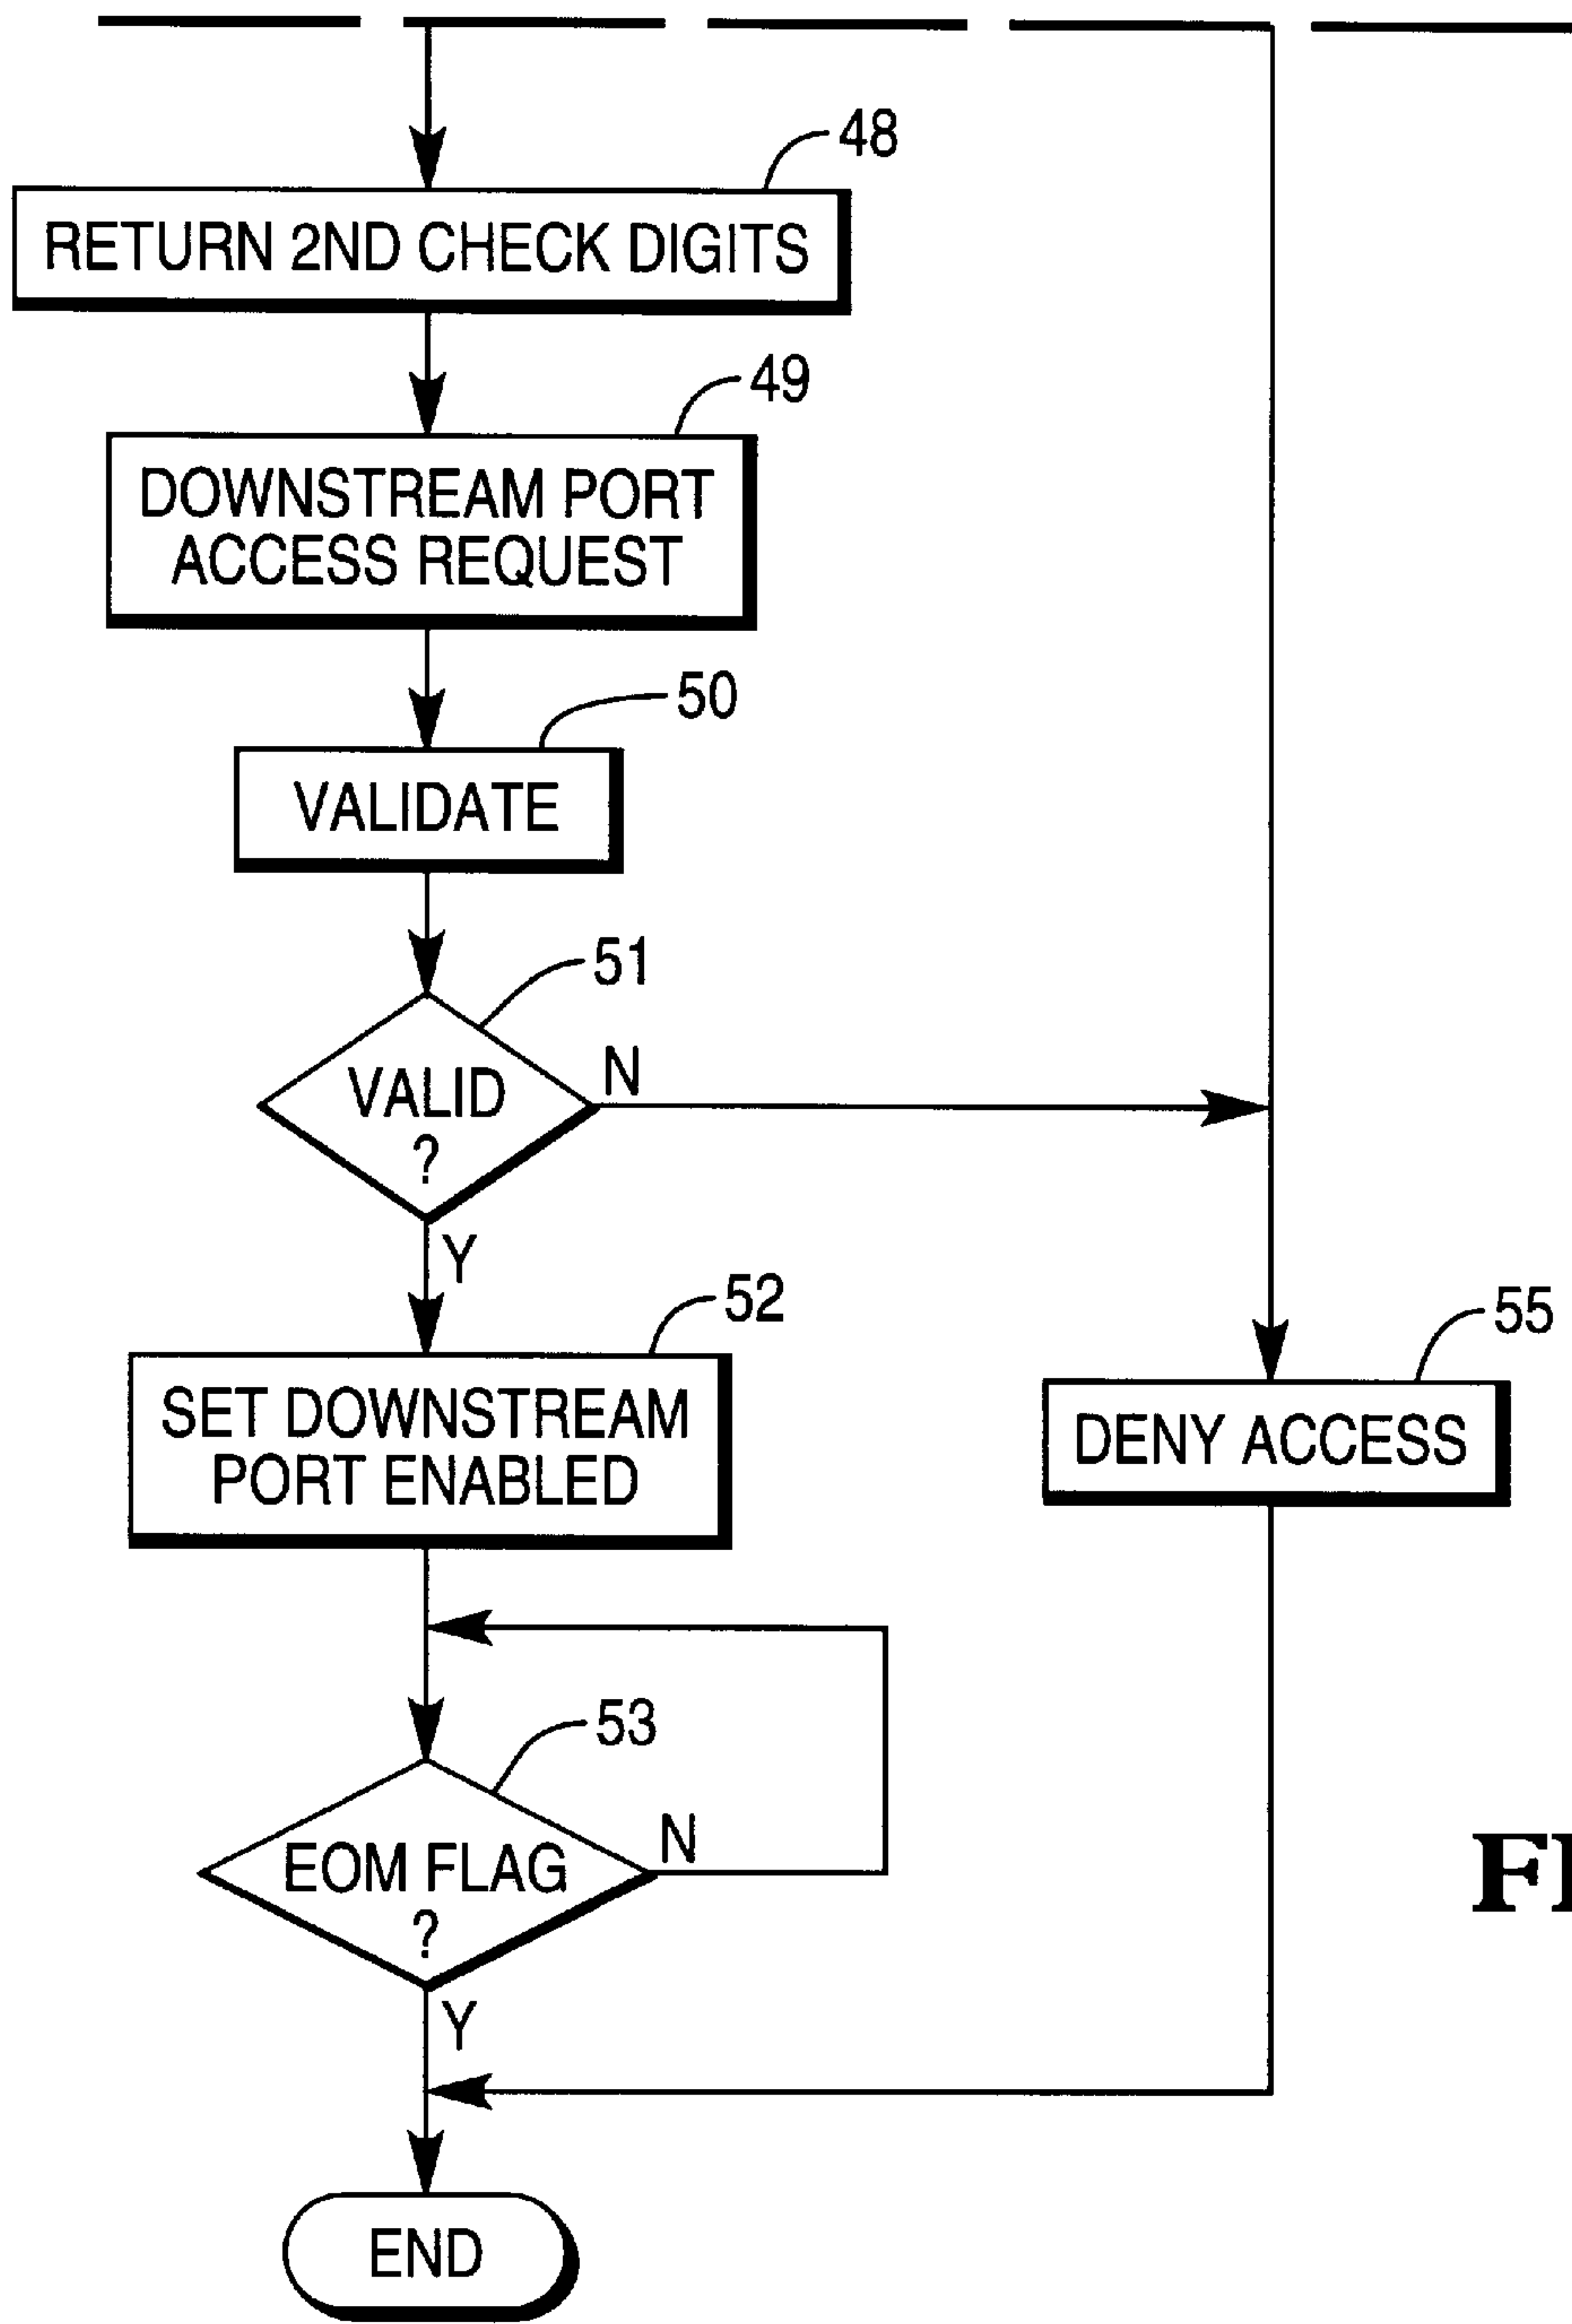 48
RETURN 2ND CHECK DIGITS
49
DOWNSTREAM PORT
ACCESS REQUEST
50
VALIDATE
51
VALID
?
N
Y
52
SET DOWNSTREAM
PORT ENABLED
55
DENY ACCESS
53
EOM FLAG
?
N
Y
END